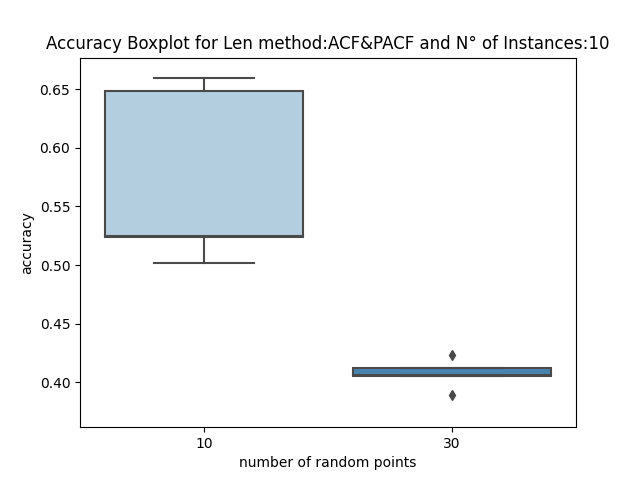 Accuracy Boxplot for Len method:ACF&PACF and N° of Instances:10
0.65
0.60
0.55
0.50
0.45
0.40
accuracy
10 30
number of random points